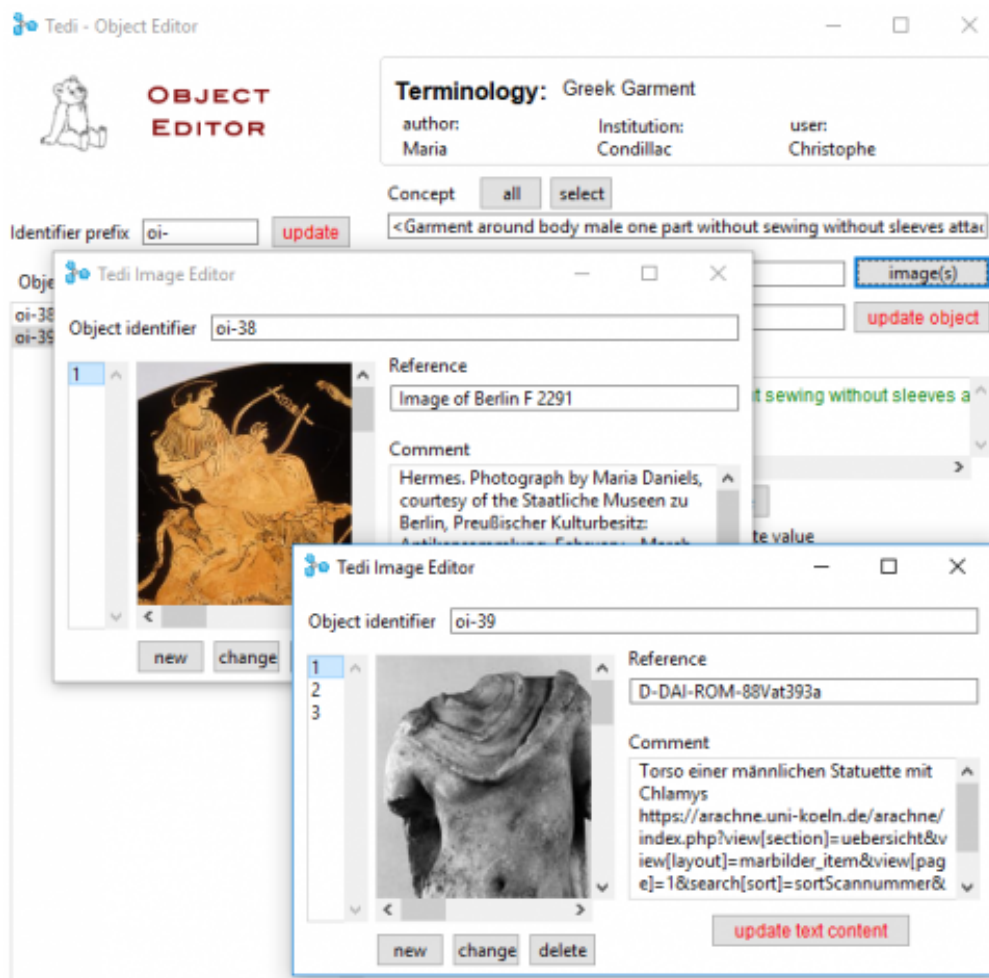 Tedi - Object Editor
OBJECT
EDITOR
Terminology: Greek Garment
author: Institution: user:
Maria Condillac Christophe
Concept all select
Identifier prefix oi- update
<Garment around body male one part without sewing without sleeves attac
Obje
image(s)
oi-38
oi-39
update object
t sewing without sleeves a
te value
Tedi Image Editor
Object identifier oi-38
1
Reference
Image of Berlin F 2291
Comment
Hermes. Photograph by Maria Daniels,
courtesy of the Staatliche Museen zu
Berlin, Preußischer Kulturbesitz:
Antikensammlung, February - March
new change
Tedi Image Editor
Object identifier oi-39
1
2
3
Reference
D-DAI-ROM-88Vat393a
Comment
Torso einer männlichen Statuette mit
Chlamys
https://arachne.uni-koeln.de/arachne/
index.php?view[section]=uebersicht&v
iew[layout]=marbilder_item&view[pag
e]=1&search[sort]=sortScannummer&
update text content
new change delete